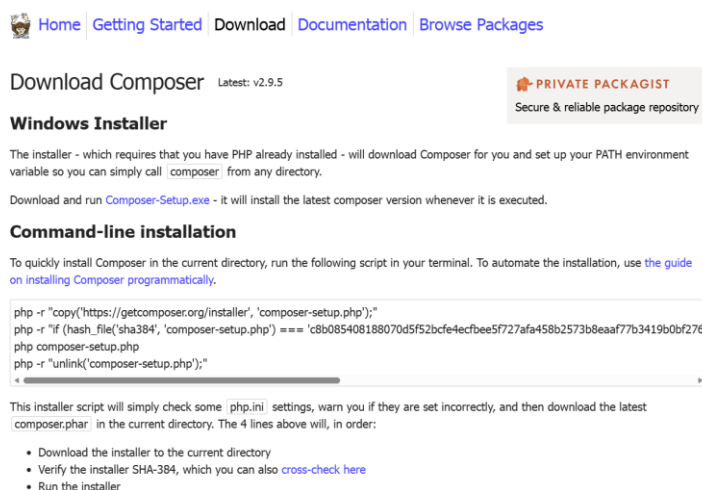 Home Getting Started Download Documentation Browse Packages
Download Composer Latest: v2.9.5
PRIVATE PACKAGIST
Secure & reliable package repository
Windows Installer
The installer - which requires that you have PHP already installed - will download Composer for you and set up your PATH environment
variable so you can simply call composer from any directory.
Download and run Composer-Setup.exe - it will install the latest composer version whenever it is executed.
Command-line installation
To quickly install Composer in the current directory, run the following script in your terminal. To automate the installation, use the guide
on installing Composer programmatically.
php -r "copy('https://getcomposer.org/installer', 'composer-setup.php');"
php -r "if (hash_file('sha384', 'composer-setup.php') === 'c8b085408188070d5f52bcfe4ecfbee5f727afa458b2573b8eaaf77b3419b0bf276
php composer-setup.php
php -r "unlink('composer-setup.php');"
This installer script will simply check some php.ini settings, warn you if they are set incorrectly, and then download the latest
composer.phar in the current directory. The 4 lines above will, in order:
• Download the installer to the current directory
• Verify the installer SHA-384, which you can also cross-check here
• Run the installer